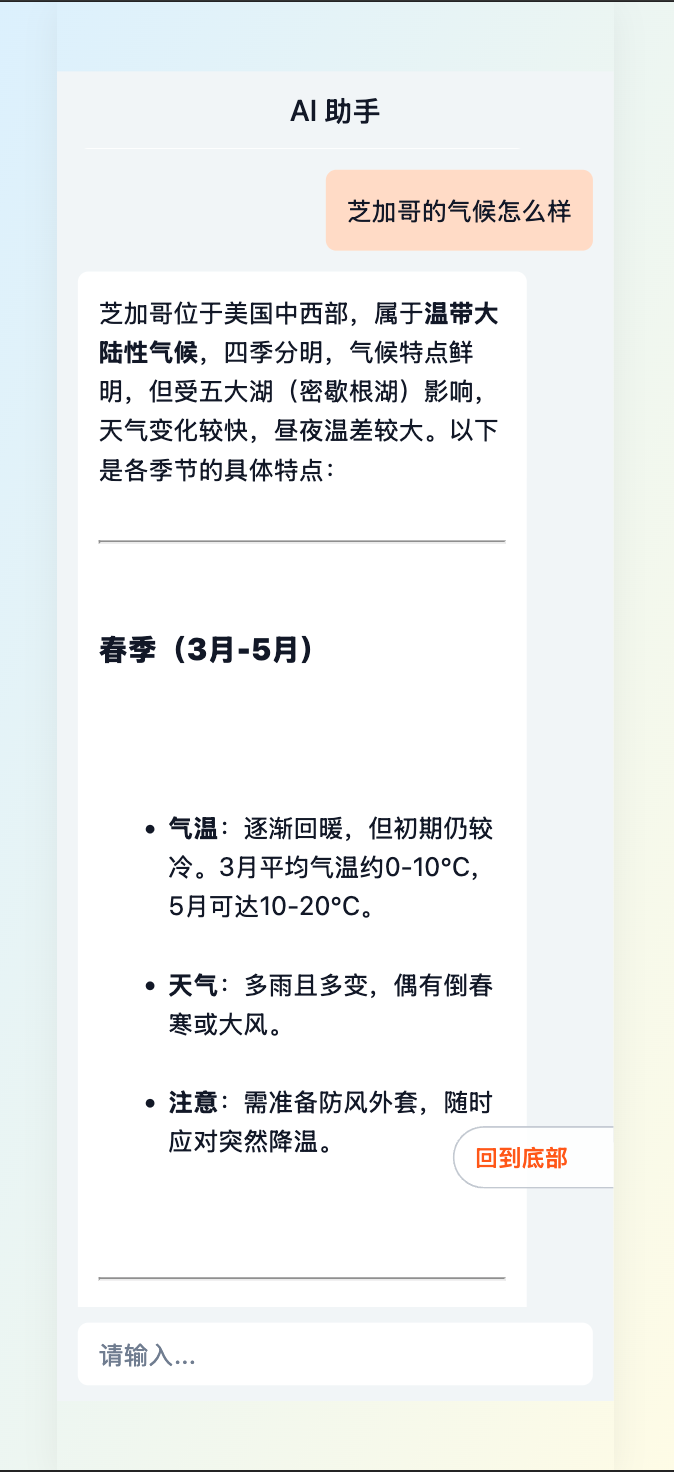 AI 助手
芝加哥的气候怎么样
芝加哥位于美国中西部，属于温带大
陆性气候，四季分明，气候特点鲜
明，但受五大湖（密歇根湖）影响，
天气变化较快，昼夜温差较大。以下
是各季节的具体特点：
春季（3月-5月）
• 气温：逐渐回暖，但初期仍较
冷。3月平均气温约0-10°C，
5月可达10-20°C。
• 天气：多雨且多变，偶有倒春
寒或大风。
• 注意：需准备防风外套，随时
应对突然降温。
回到底部
请输入...